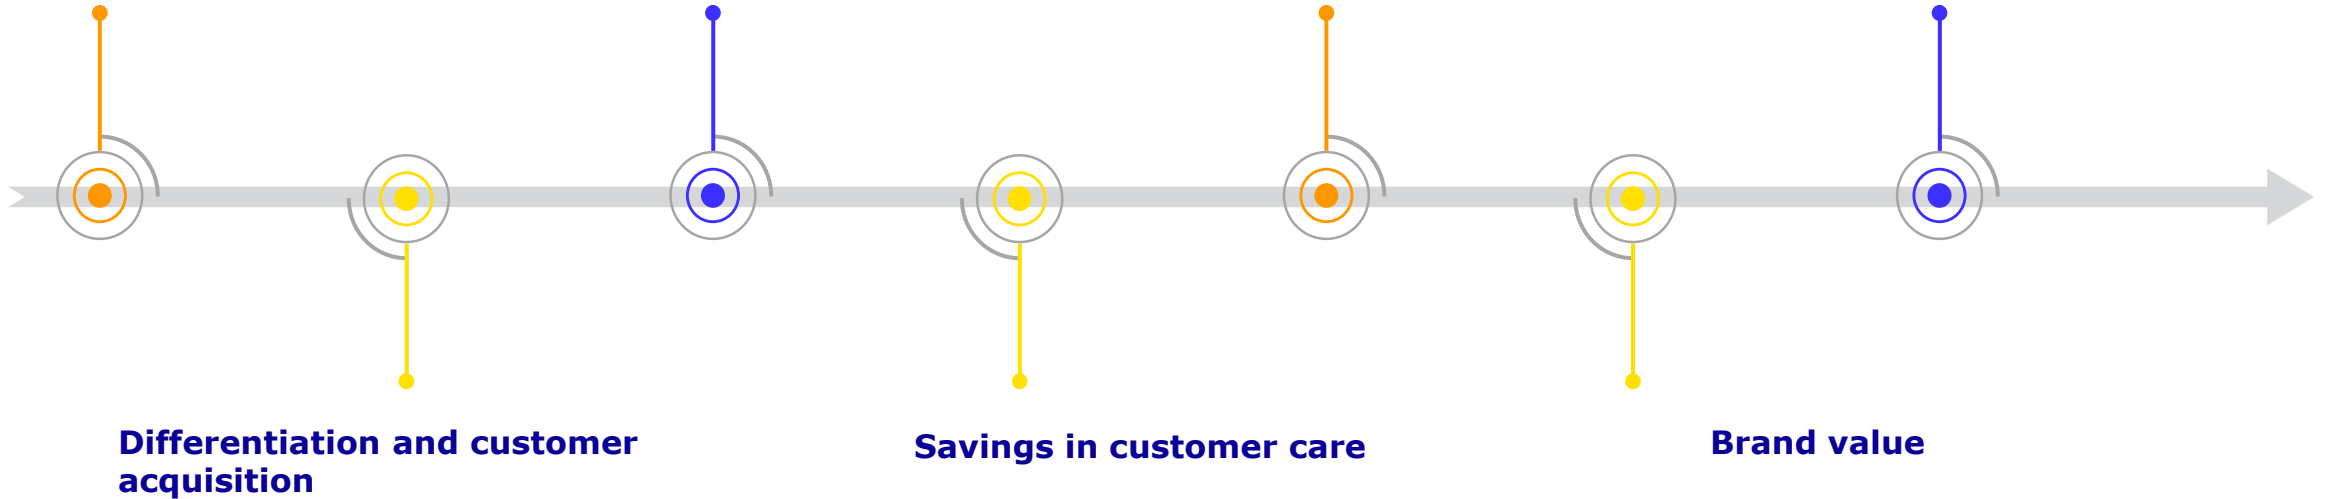 Differentiation and customer
acquisition
Savings in customer care
Brand value